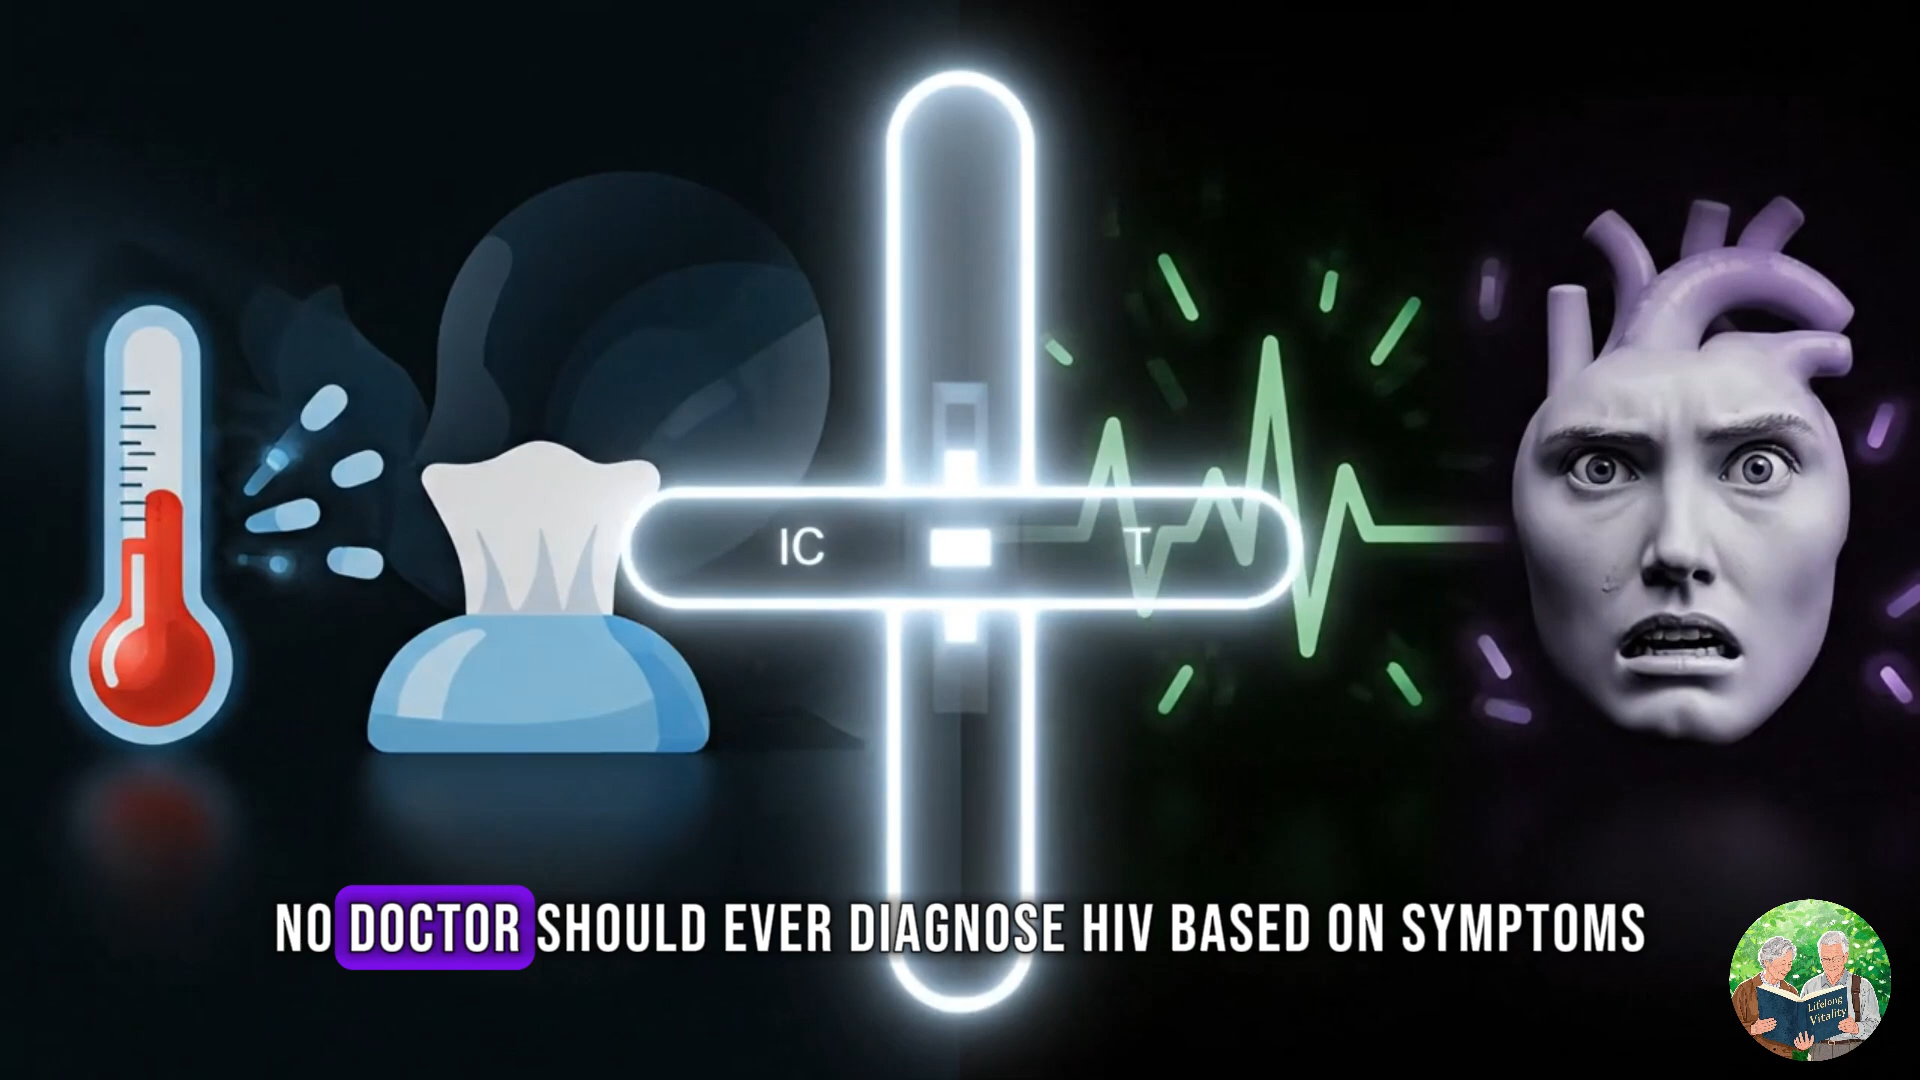 IC T
NO DOCTOR SHOULD EVER DIAGNOSE HIV BASED ON SYMPTOMS
Lifelong
Vitality